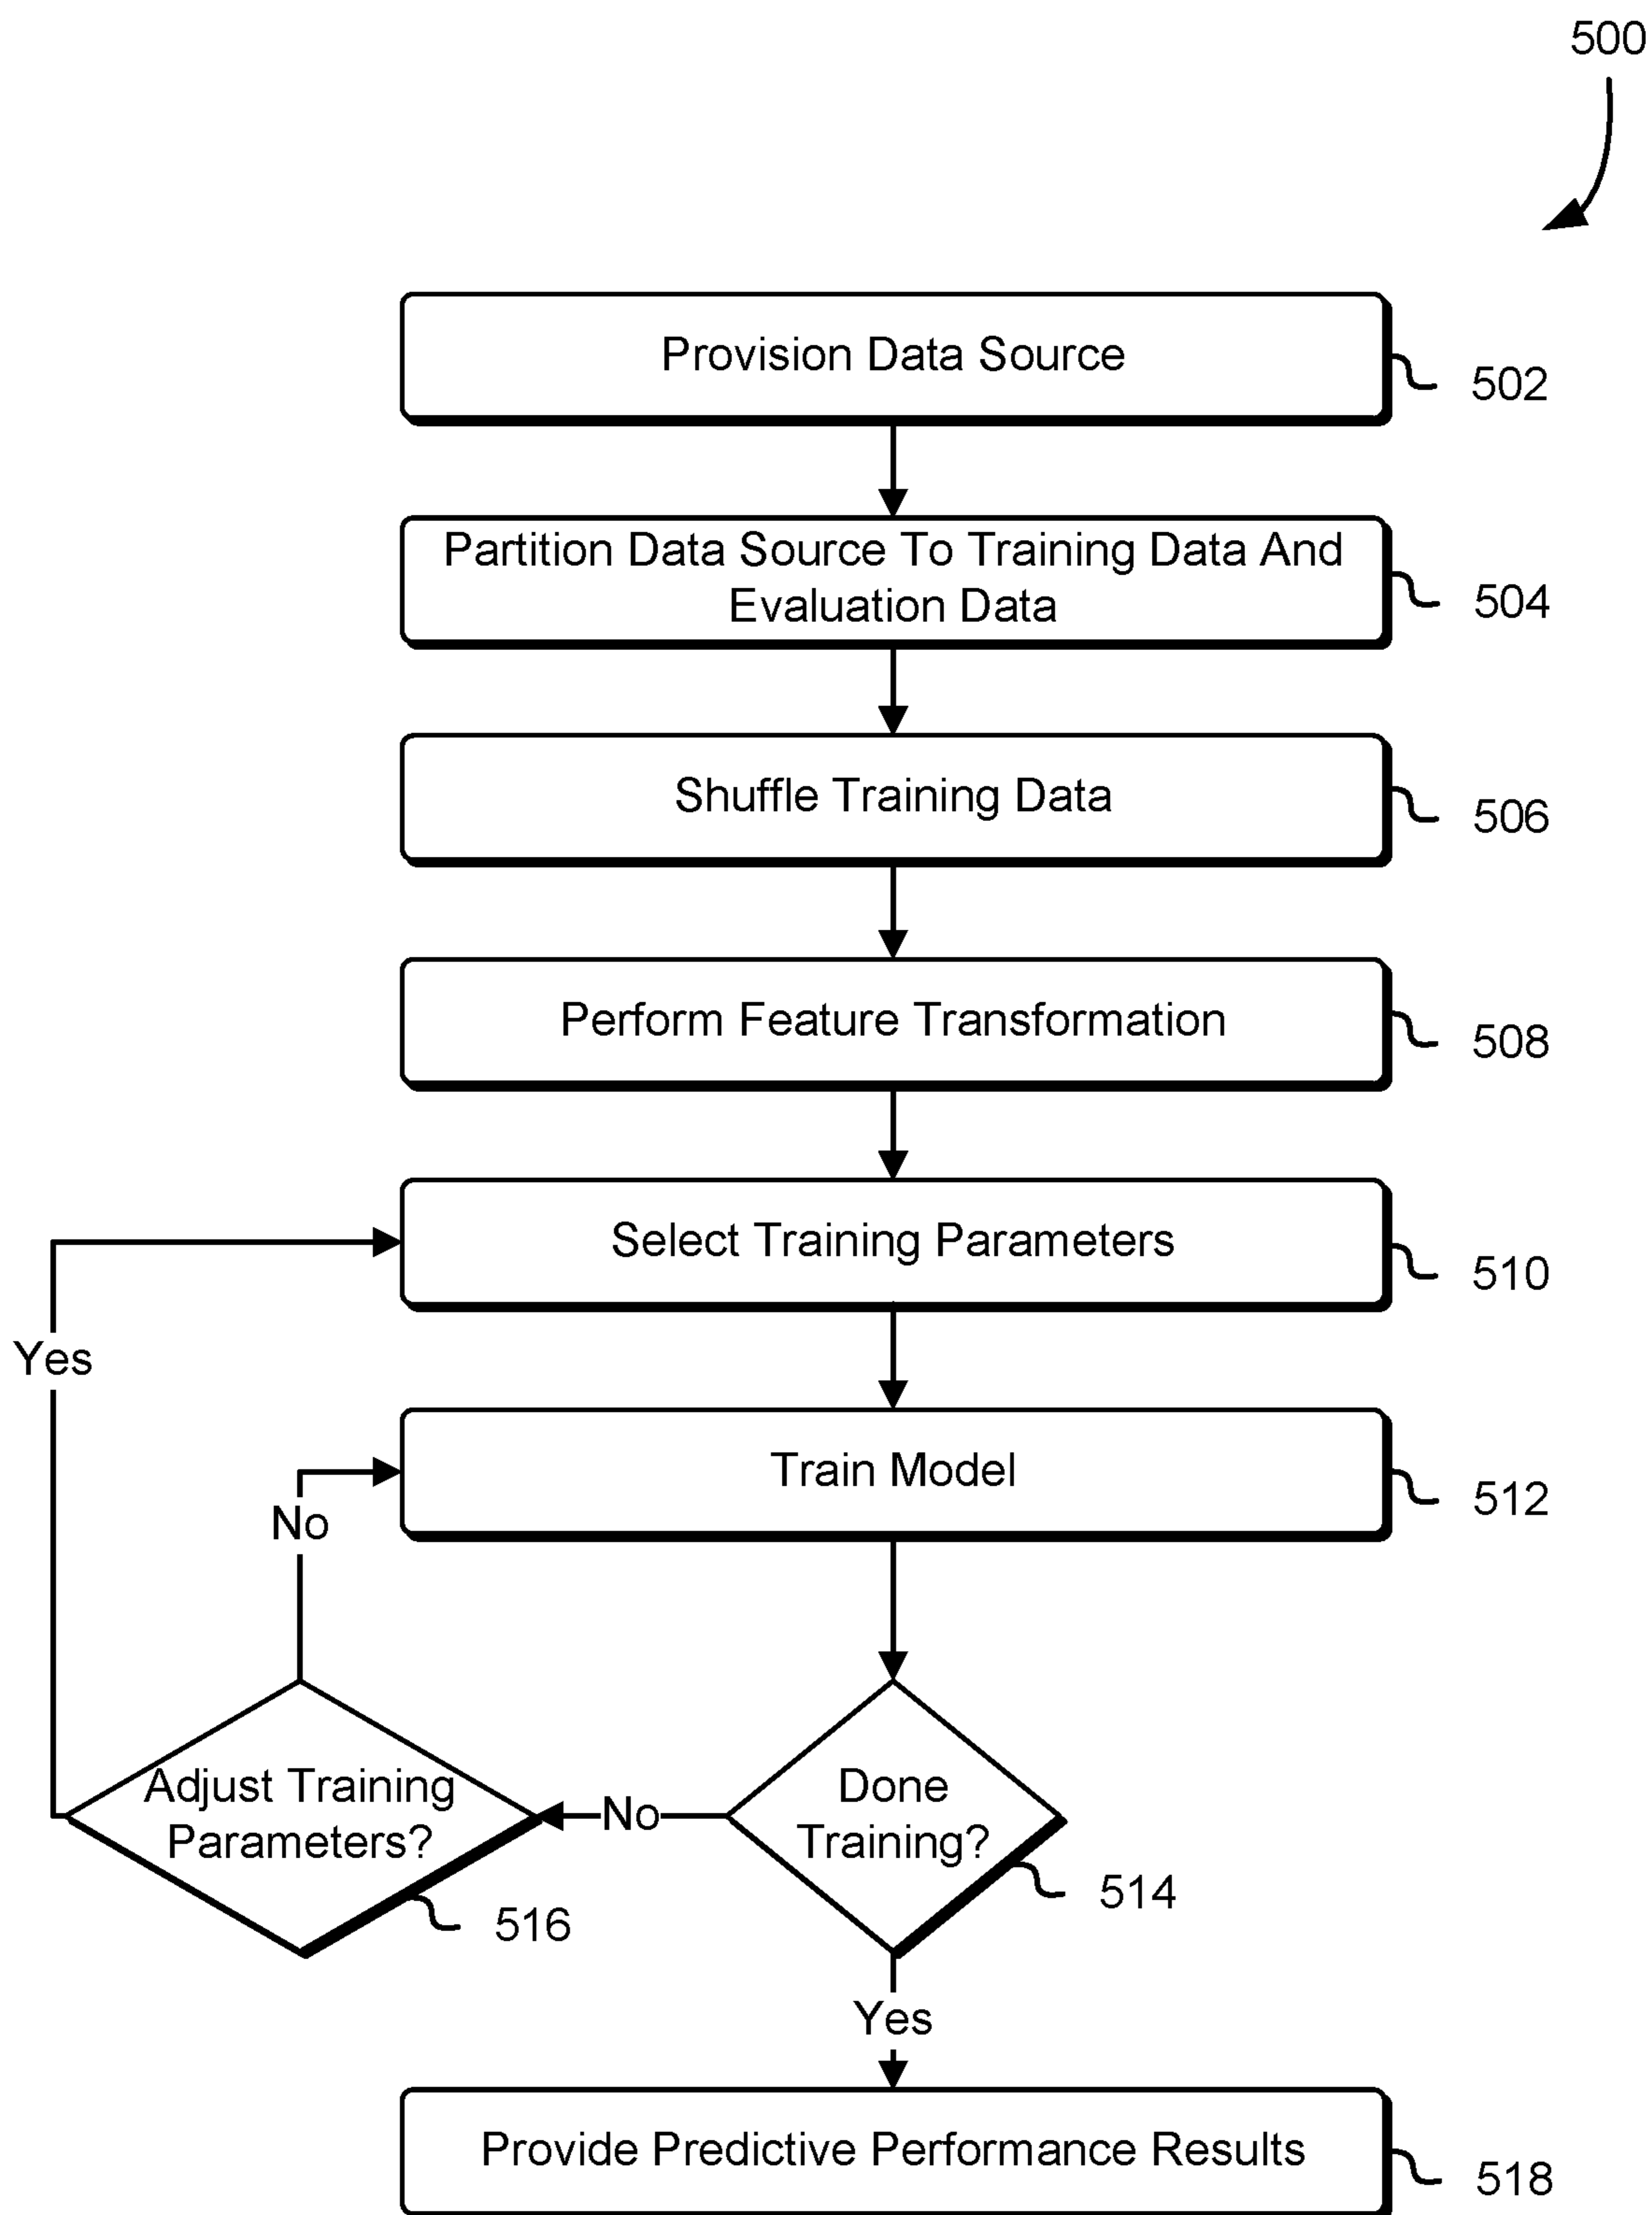 500
Provision Data Source
502
Partition Data Source To Training Data And
Evaluation Data
504
Shuffle Training Data
506
Perform Feature Transformation
508
Select Training Parameters
510
Yes
Train Model
512
No
Adjust Training
Parameters?
516
No
Done
Training?
514
Yes
Provide Predictive Performance Results
518